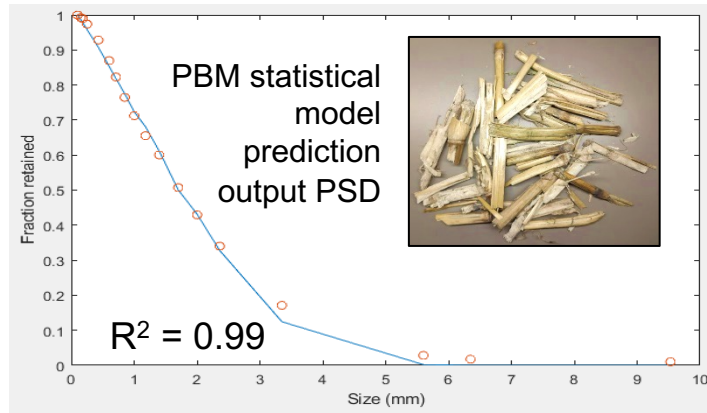 1
0.9
0.8
0.7
0.6
0.5
0.4
0.3
0.2
0.1
0
Fraction retained
PBM statistical
model
prediction
output PSD
R² = 0.99
0 1 2 3 4 5 6 7 8 9 10
Size (mm)